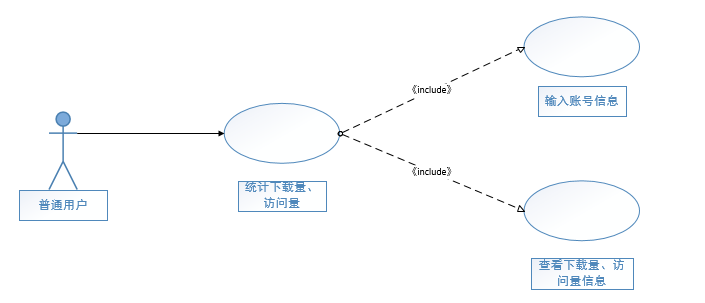 《include》
输入账号信息
普通用户
统计下载量、
访问量
《include》
查看下载量、访
问量信息